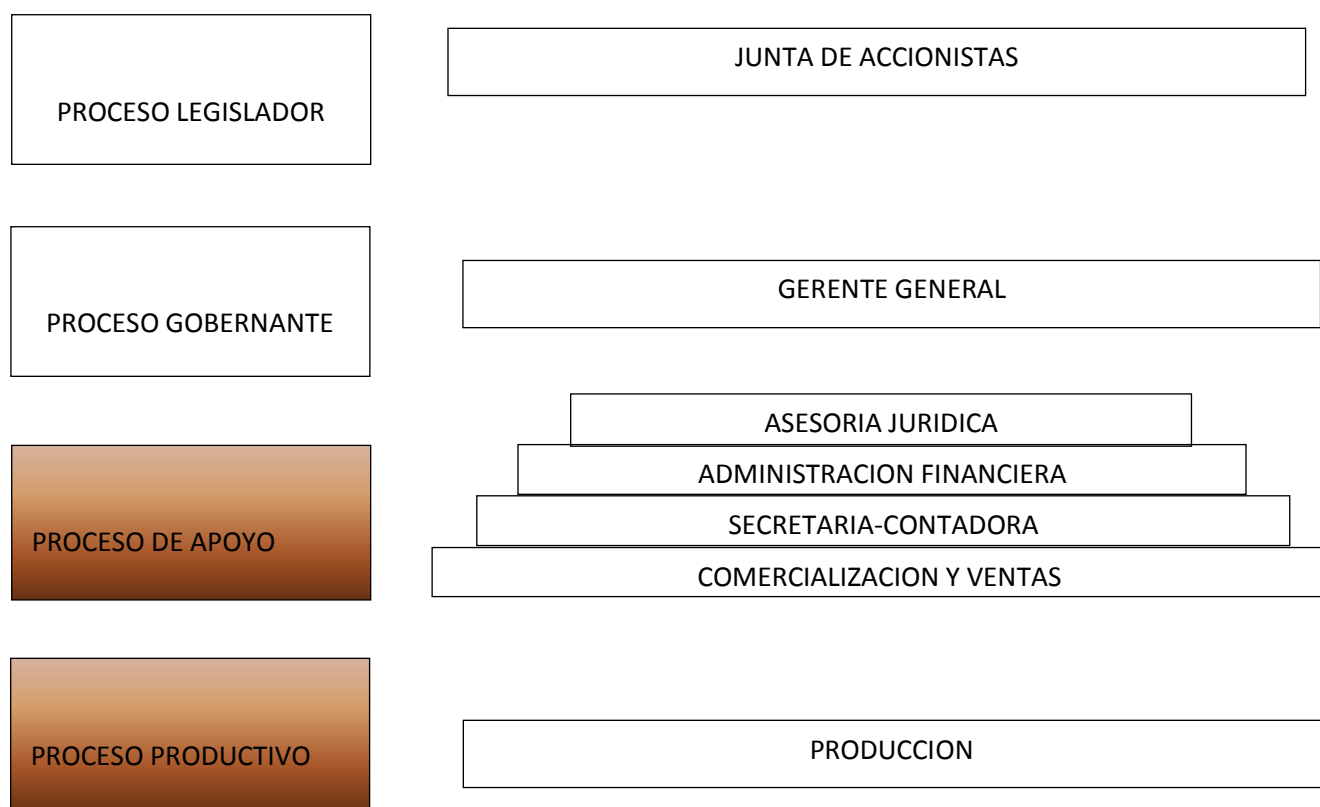 JUNTA DE ACCIONISTAS
PROCESO LEGISLADOR
GERENTE GENERAL
PROCESO GOBERNANTE
ASESORIA JURIDICA
ADMINISTRACION FINANCIERA
SECRETARIA-CONTADORA
PROCESO DE APOYO
COMERCIALIZACION Y VENTAS
PROCESO PRODUCTIVO
PRODUCCION